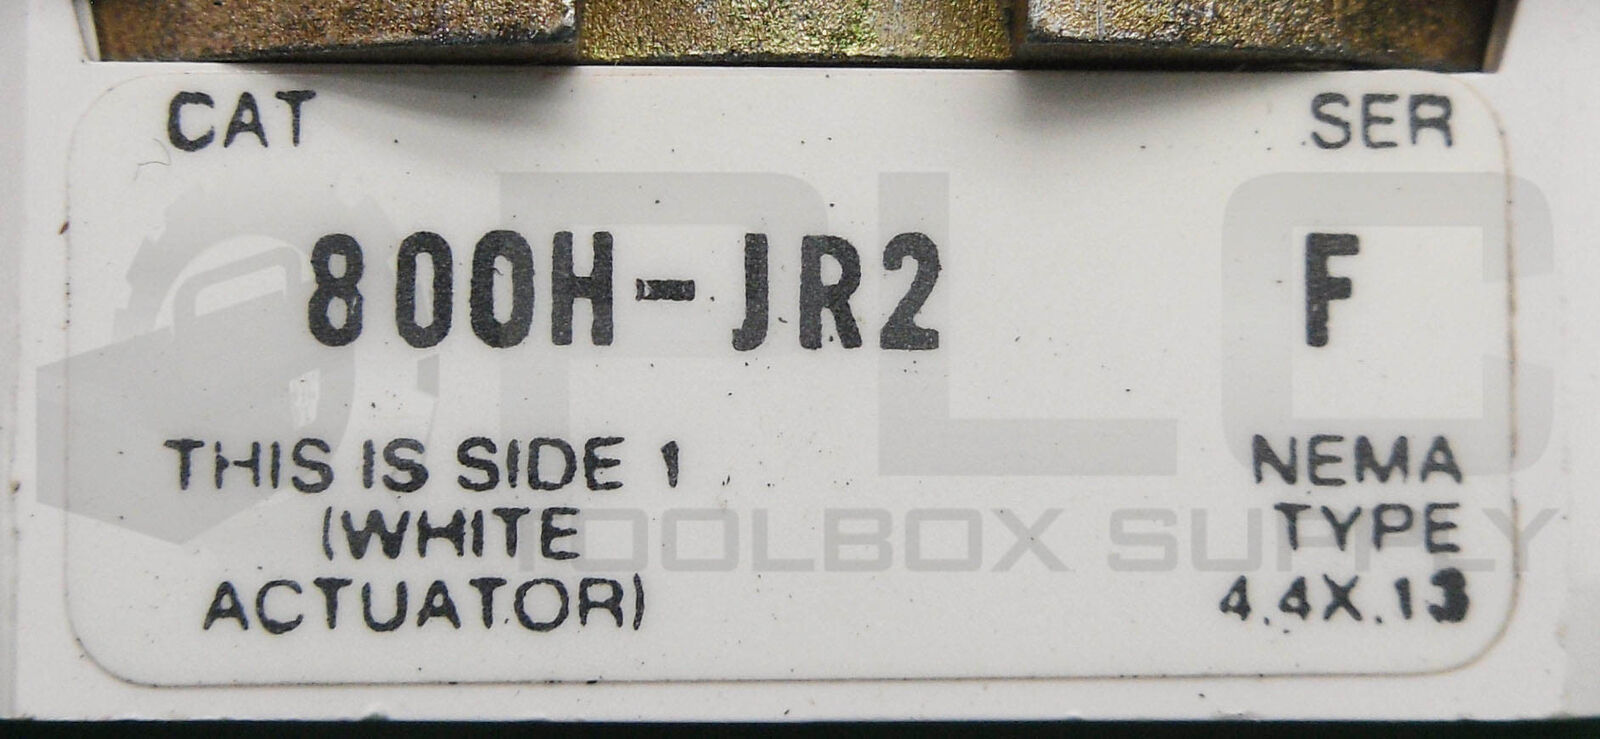 CAT SER
800H-JR2 F
THIS IS SIDE 1
(WHITE
ACTUATOR)
NEMA
TYPE
4.4X.13
PLC
TOOLBOX SUPPLY